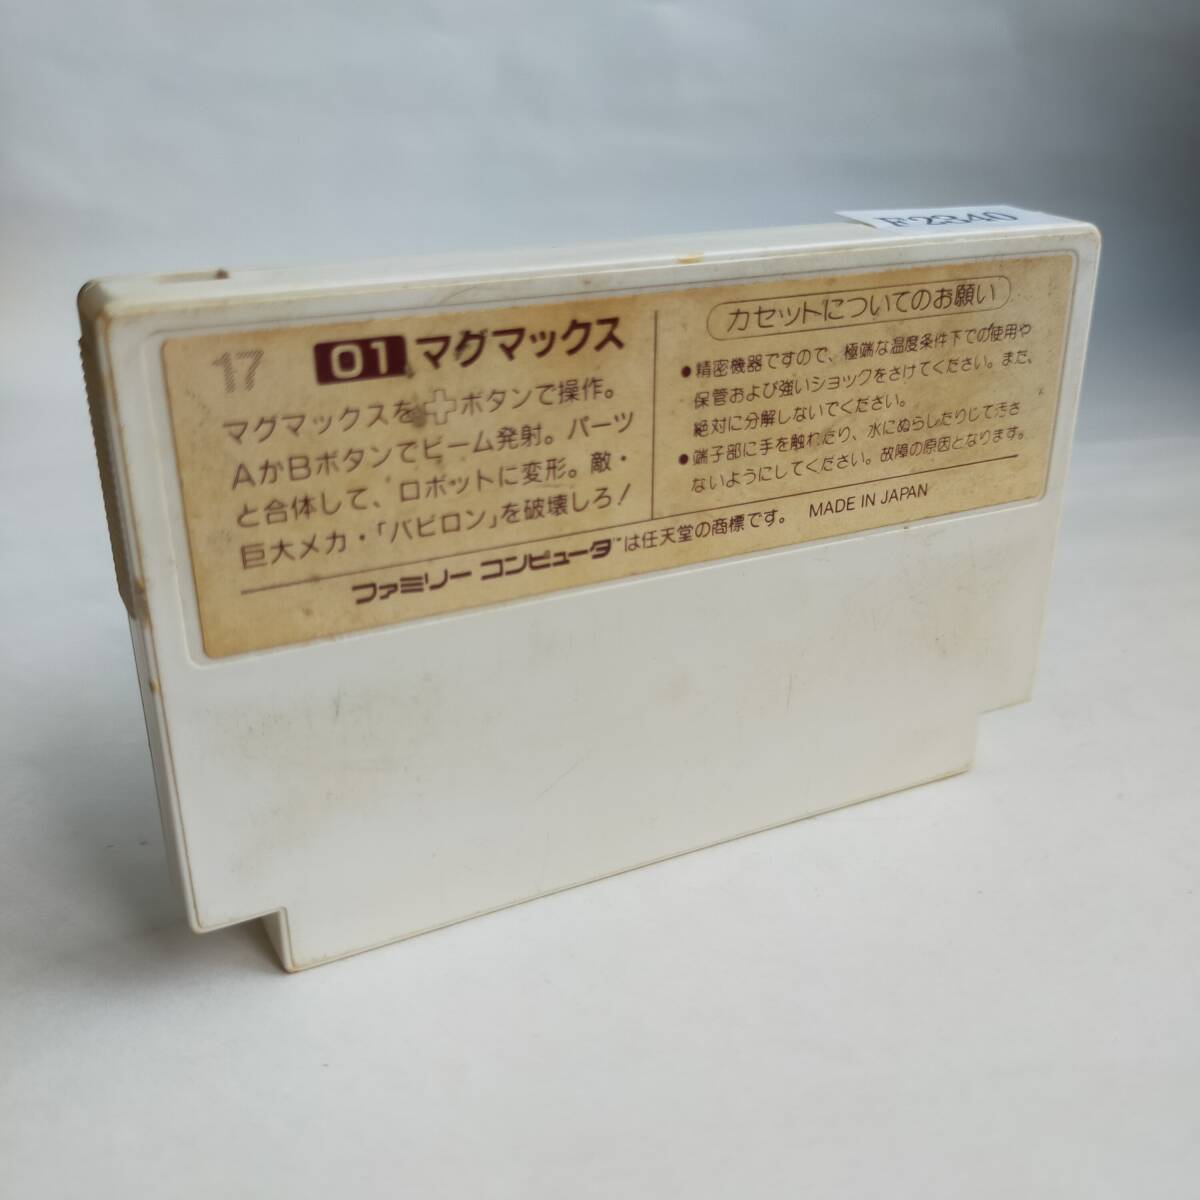 F2340
17
01 マグマックス
マグマックスを✚ボタンで操作。
AかBボタンでビーム発射。パーツ
と合体して、ロボットに変形。敵・
巨大メカ・「バビロン」を破壊しろ！
カセットについてのお願い
●精密機器ですので、極端な温度条件下での使用や
保管および強いショックをさけてください。また、
絶対に分解しないでください。
●端子部に手を触れたり、水にぬらしたりして汚さ
ないようにしてください。故障の原因となります。
ファミリーコンピュータ™は任天堂の商標です。 MADE IN JAPAN